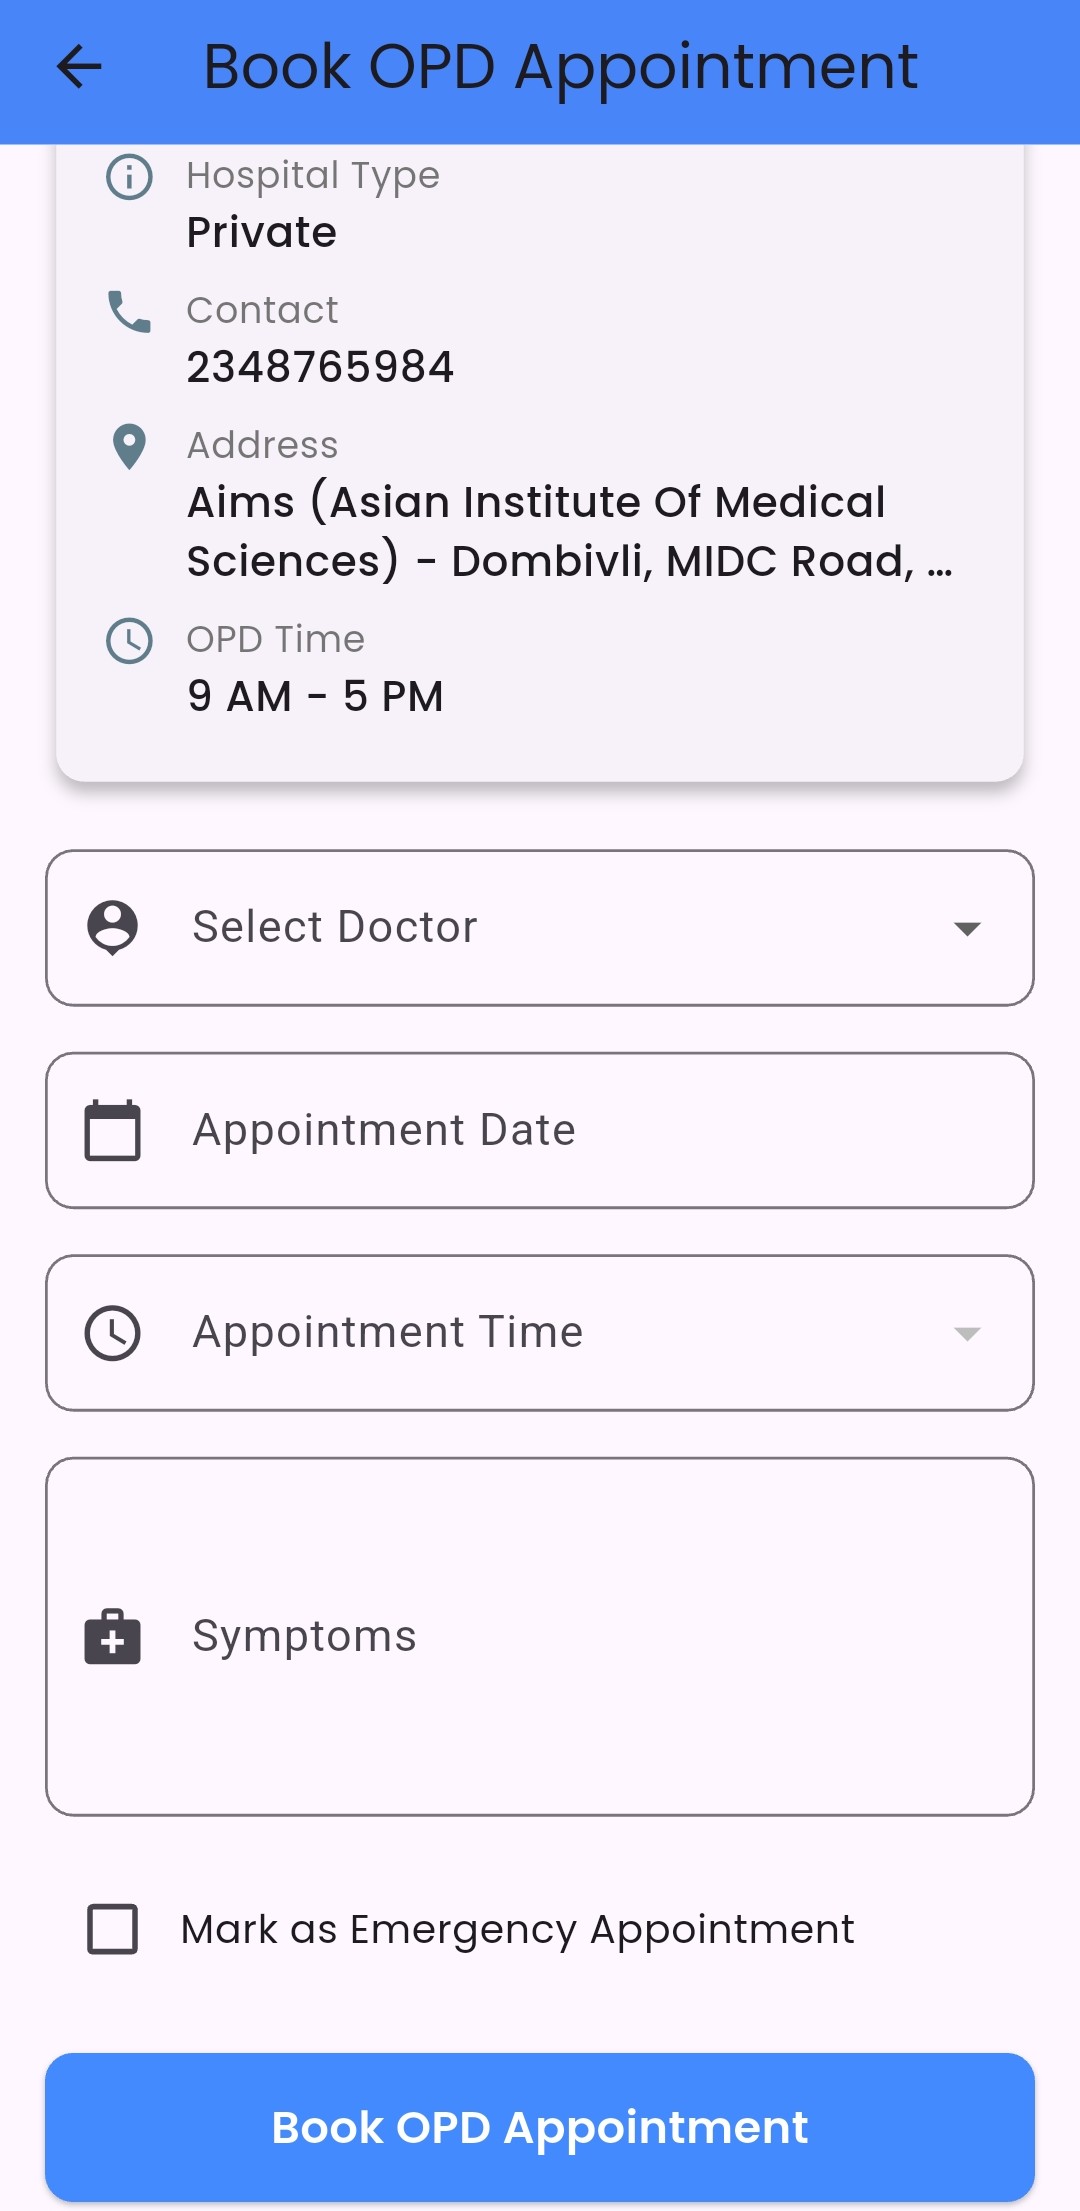 Book OPD Appointment
Hospital Type
Private
Contact
2348765984
Address
Aims (Asian Institute Of Medical
Sciences) - Dombivli, MIDC Road, ...
OPD Time
9 AM - 5 PM
Select Doctor
Appointment Date
Appointment Time
Symptoms
Mark as Emergency Appointment
Book OPD Appointment